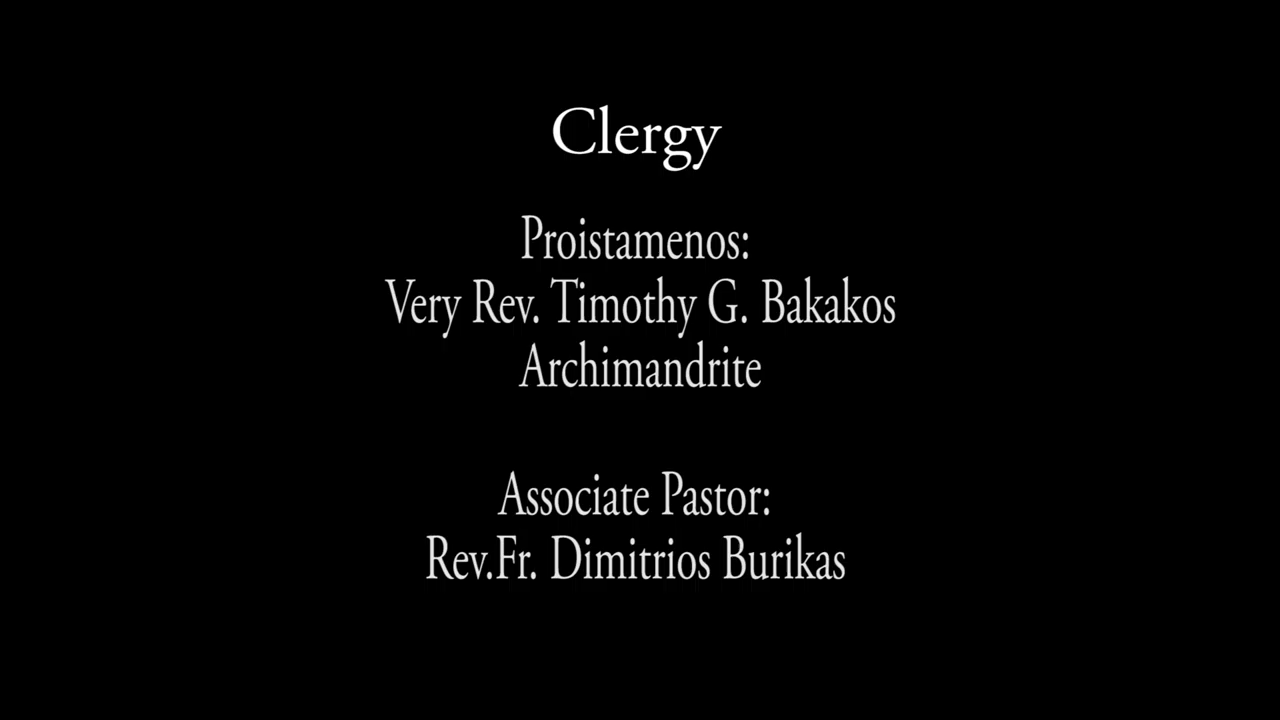 Clergy
Proistamenos:
Very Rev. Timothy G. Bakakos
Archimandrite
Associate Pastor:
Rev.Fr. Dimitrios Burikas